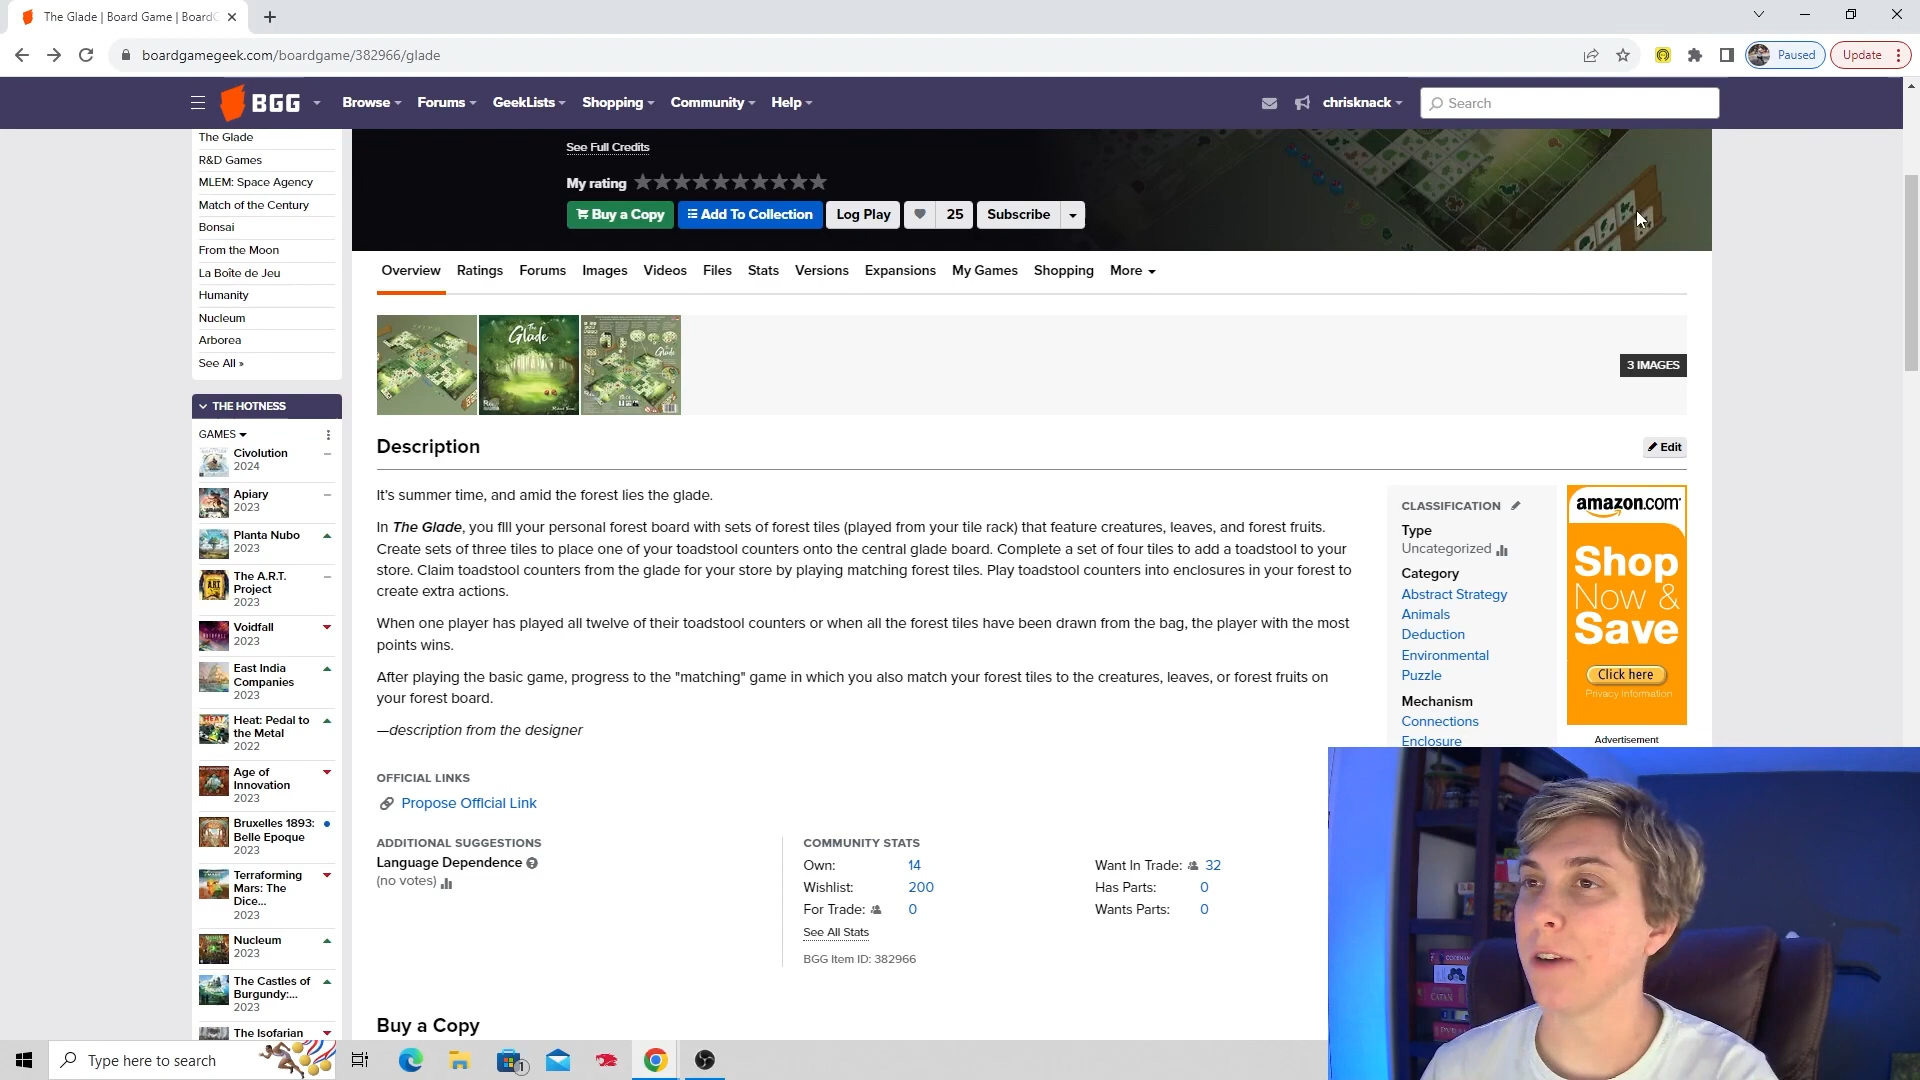 The Glade | Board Game | BoardG
boardgamegeek.com/boardgame/382966/glade
Paused
Update
BGG
Browse
Forums
GeekLists
Shopping
Community
Help
chrisknack
Search
The Glade
R&D Games
MLEM: Space Agency
Match of the Century
Bonsai
From the Moon
La Boîte de Jeu
Humanity
Nucleum
Arborea
See All »
THE HOTNESS
GAMES
Civolution
2024
Apiary
2023
Planta Nubo
2023
The A.R.T.
Project
2023
Voidfall
2023
East India
Companies
2023
Heat: Pedal to
the Metal
2022
Age of
Innovation
2023
Bruxelles 1893:
Belle Epoque
2023
Terraforming
Mars: The
Dice...
2023
Nucleum
2023
The Castles of
Burgundy:...
2023
The Isofarian
See Full Credits
My rating
Buy a Copy
Add To Collection
Log Play
25
Subscribe
Overview
Ratings
Forums
Images
Videos
Files
Stats
Versions
Expansions
My Games
Shopping
More
The
Glade
3 IMAGES
Description
Edit
It's summer time, and amid the forest lies the glade.
In The Glade, you fill your personal forest board with sets of forest tiles (played from your tile rack) that feature creatures, leaves, and forest fruits.
Create sets of three tiles to place one of your toadstool counters onto the central glade board. Complete a set of four tiles to add a toadstool to your
store. Claim toadstool counters from the glade for your store by playing matching forest tiles. Play toadstool counters into enclosures in your forest to
create extra actions.
When one player has played all twelve of their toadstool counters or when all the forest tiles have been drawn from the bag, the player with the most
points wins.
After playing the basic game, progress to the "matching" game in which you also match your forest tiles to the creatures, leaves, or forest fruits on
your forest board.
—description from the designer
OFFICIAL LINKS
Propose Official Link
ADDITIONAL SUGGESTIONS
Language Dependence
(no votes)
COMMUNITY STATS
Own: 14
Wishlist: 200
For Trade: 0
See All Stats
BGG Item ID: 382966
Want In Trade: 32
Has Parts: 0
Wants Parts: 0
Buy a Copy
CLASSIFICATION
Type
Uncategorized
Category
Abstract Strategy
Animals
Deduction
Environmental
Puzzle
Mechanism
Connections
Enclosure
amazon.com
Shop
Now &
Save
Click here
Privacy Information
Advertisement
CATAN
Type here to search
1